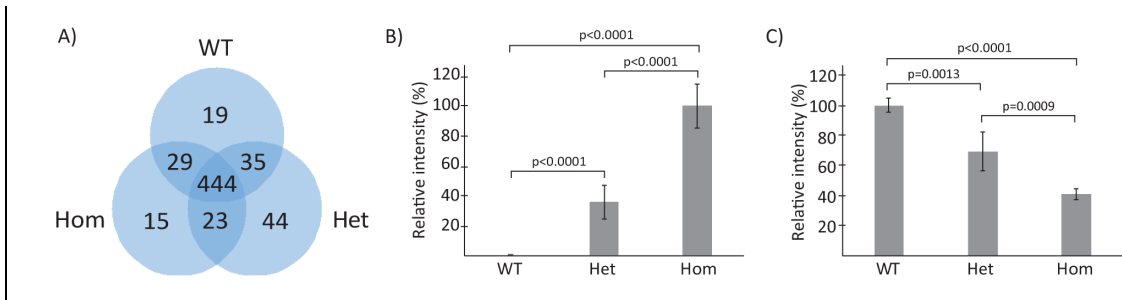 A)
WT
19
29
35
444
Hom
15
23
44
Het
B)
p<0.0001
p<0.0001
p<0.0001
Relative intensity (%)
120
100
80
60
40
20
WT Het Hom
C)
p<0.0001
p=0.0013
p=0.0009
Relative intensity (%)
120
100
80
60
40
20
WT Het Hom